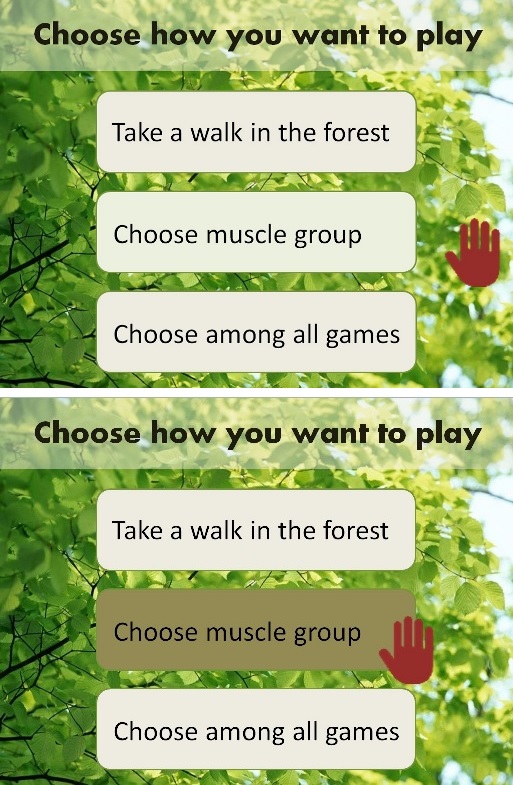 Choose how you want to play
Take a walk in the forest
Choose muscle group
Choose among all games
Choose how you want to play
Take a walk in the forest
Choose muscle group
Choose among all games